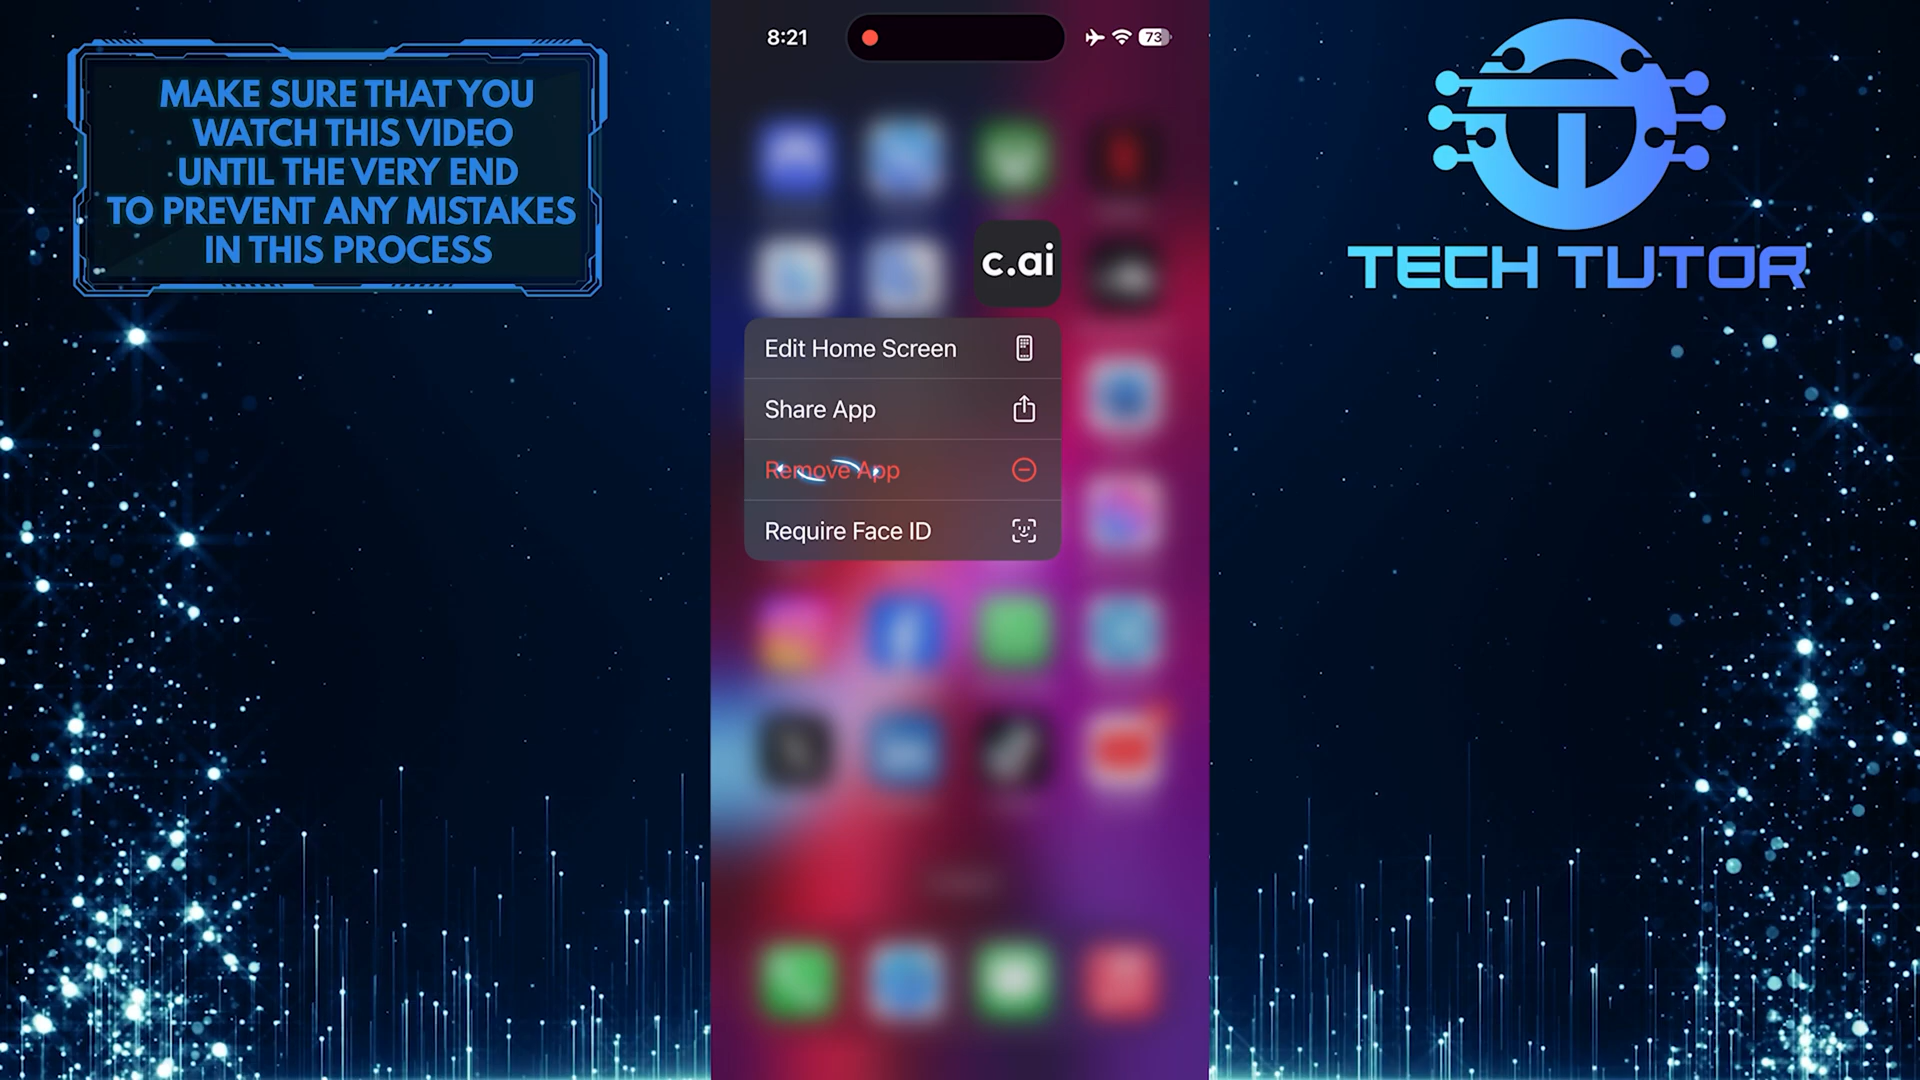 MAKE SURE THAT YOU
WATCH THIS VIDEO
UNTIL THE VERY END
TO PREVENT ANY MISTAKES
IN THIS PROCESS
8:21
73
c.ai
Edit Home Screen
Share App
Remove App
Require Face ID
TECH TUTOR